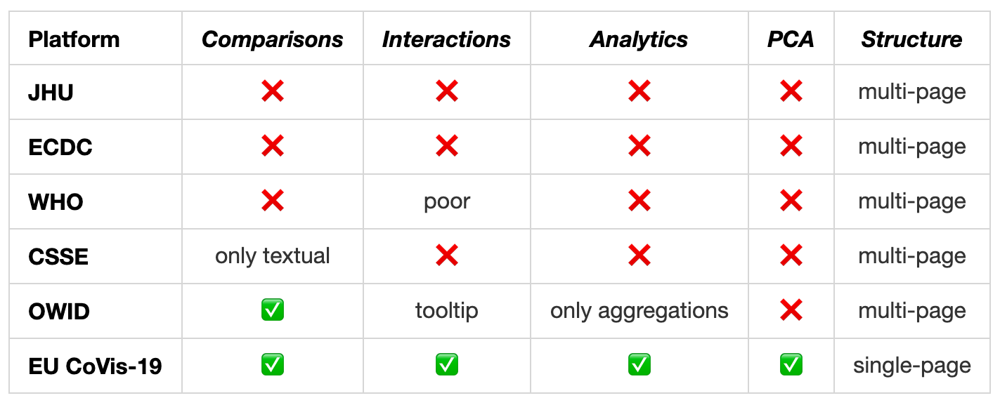 Platform Comparisons Interactions Analytics PCA Structure
JHU ❌ ❌ ❌ ❌ multi-page
ECDC ❌ ❌ ❌ ❌ multi-page
WHO ❌ poor ❌ ❌ multi-page
CSSE only textual ❌ ❌ ❌ multi-page
OWID ✅ tooltip only aggregations ❌ multi-page
EU CoVis-19 ✅ ✅ ✅ ✅ single-page